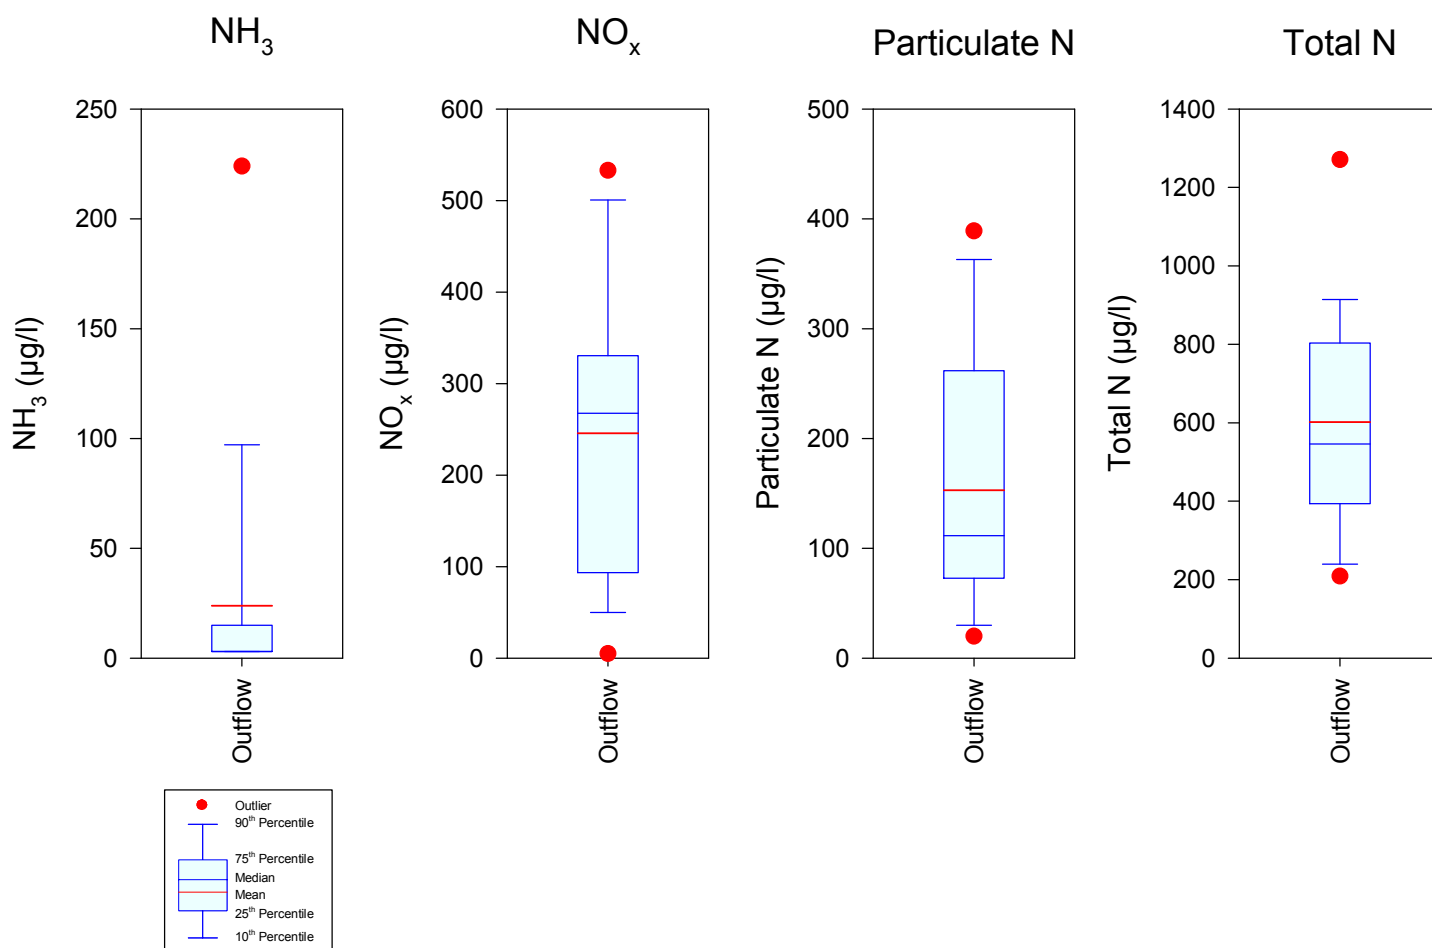 NH3
NOx
Particulate N
Total N
NH3 (µg/l)
250
200
150
100
50
0
Outflow
NOx (µg/l)
600
500
400
300
200
100
0
Outflow
Particulate N (µg/l)
500
400
300
200
100
0
Outflow
Total N (µg/l)
1400
1200
1000
800
600
400
200
0
Outflow
Outlier
90th Percentile
75th Percentile
Median
Mean
25th Percentile
10th Percentile